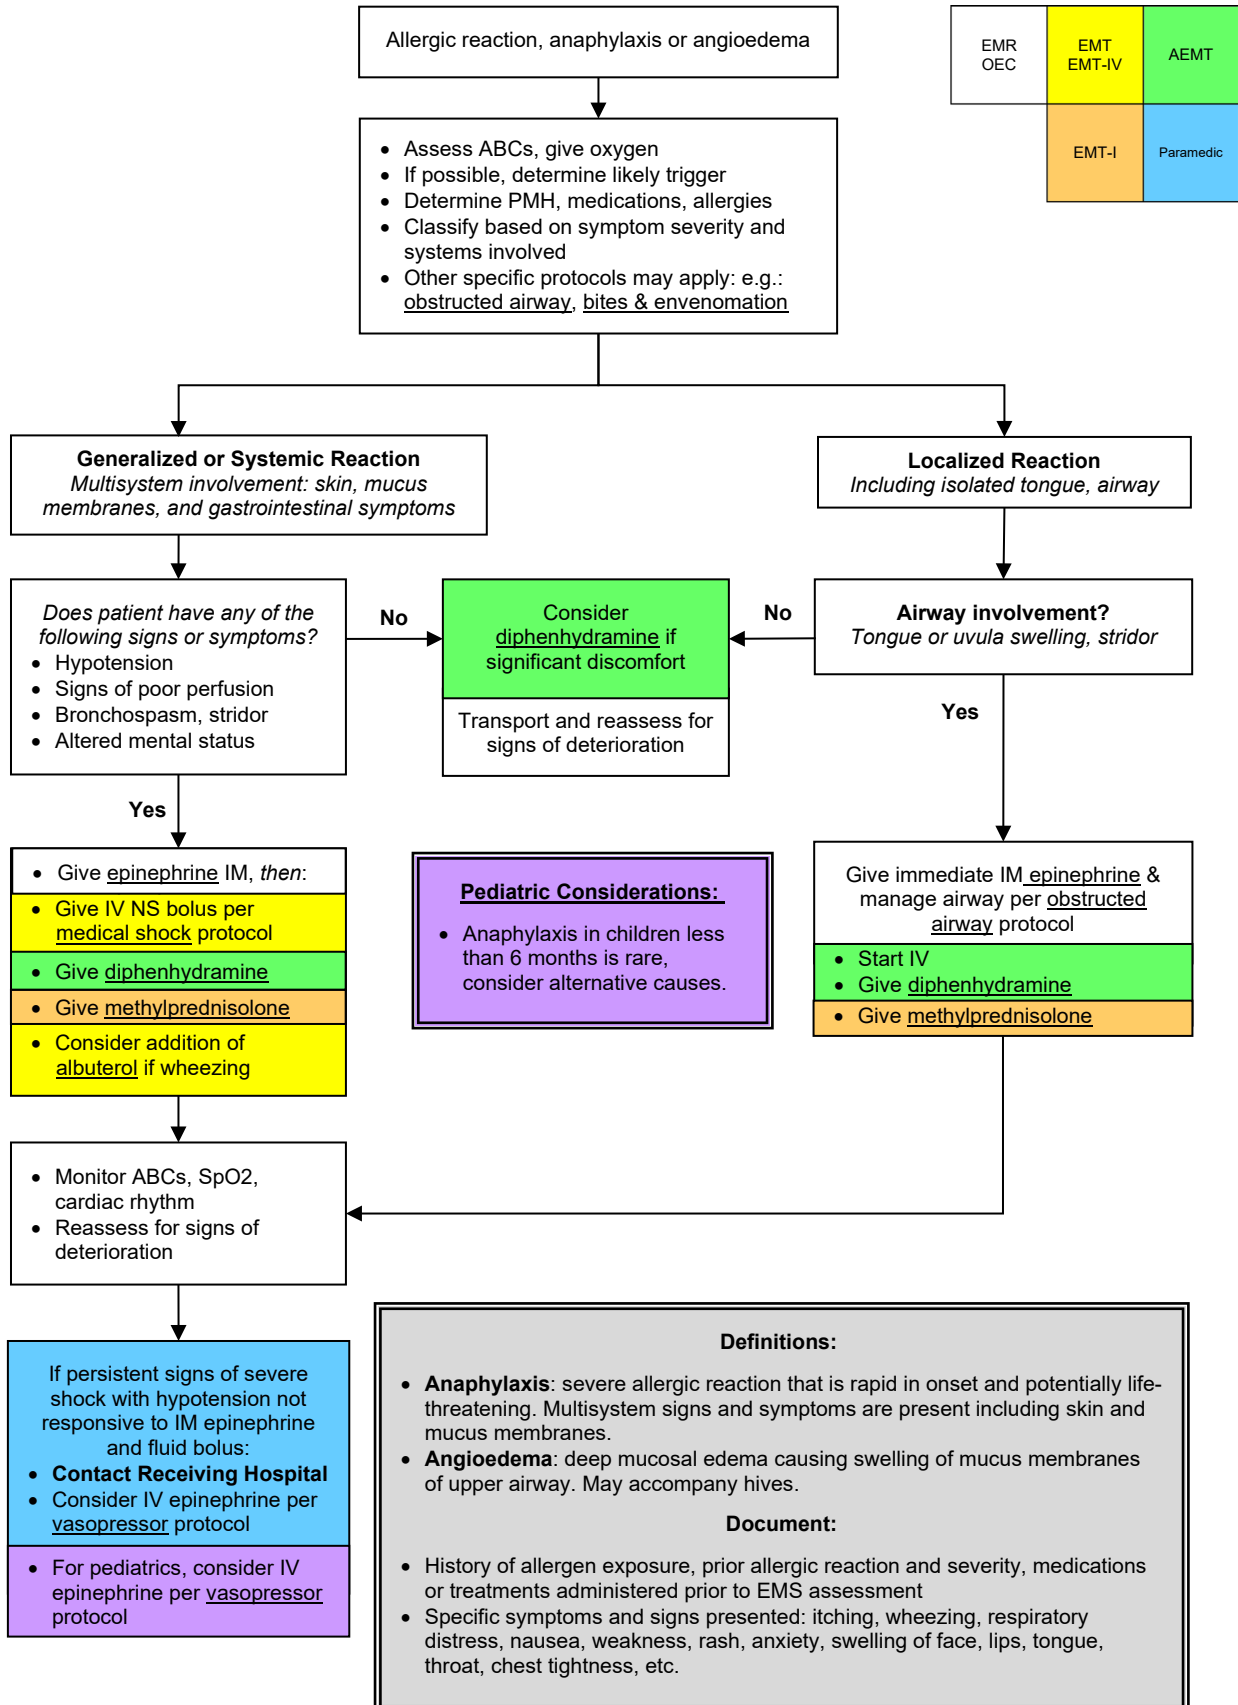 Allergic reaction, anaphylaxis or angioedema
EMR
OEC
EMT
EMT-IV
AEMT
EMT-I
Paramedic
• Assess ABCs, give oxygen
• If possible, determine likely trigger
• Determine PMH, medications, allergies
• Classify based on symptom severity and
systems involved
• Other specific protocols may apply: e.g.:
obstructed airway, bites & envenomation
Generalized or Systemic Reaction
Multisystem involvement: skin, mucus
membranes, and gastrointestinal symptoms
Localized Reaction
Including isolated tongue, airway
Does patient have any of the
following signs or symptoms?
• Hypotension
• Signs of poor perfusion
• Bronchospasm, stridor
• Altered mental status
No
Consider
diphenhydramine if
significant discomfort
Transport and reassess for
signs of deterioration
No
Airway involvement?
Tongue or uvula swelling, stridor
Yes
Yes
• Give epinephrine IM, then:
• Give IV NS bolus per
medical shock protocol
• Give diphenhydramine
• Give methylprednisolone
• Consider addition of
albuterol if wheezing
Pediatric Considerations:
• Anaphylaxis in children less
than 6 months is rare,
consider alternative causes.
Give immediate IM epinephrine &
manage airway per obstructed
airway protocol
• Start IV
• Give diphenhydramine
• Give methylprednisolone
• Monitor ABCs, SpO2,
cardiac rhythm
• Reassess for signs of
deterioration
If persistent signs of severe
shock with hypotension not
responsive to IM epinephrine
and fluid bolus:
• Contact Receiving Hospital
• Consider IV epinephrine per
vasopressor protocol
• For pediatrics, consider IV
epinephrine per vasopressor
protocol
Definitions:
• Anaphylaxis: severe allergic reaction that is rapid in onset and potentially life-
threatening. Multisystem signs and symptoms are present including skin and
mucus membranes.
• Angioedema: deep mucosal edema causing swelling of mucus membranes
of upper airway. May accompany hives.
Document:
• History of allergen exposure, prior allergic reaction and severity, medications
or treatments administered prior to EMS assessment
• Specific symptoms and signs presented: itching, wheezing, respiratory
distress, nausea, weakness, rash, anxiety, swelling of face, lips, tongue,
throat, chest tightness, etc.